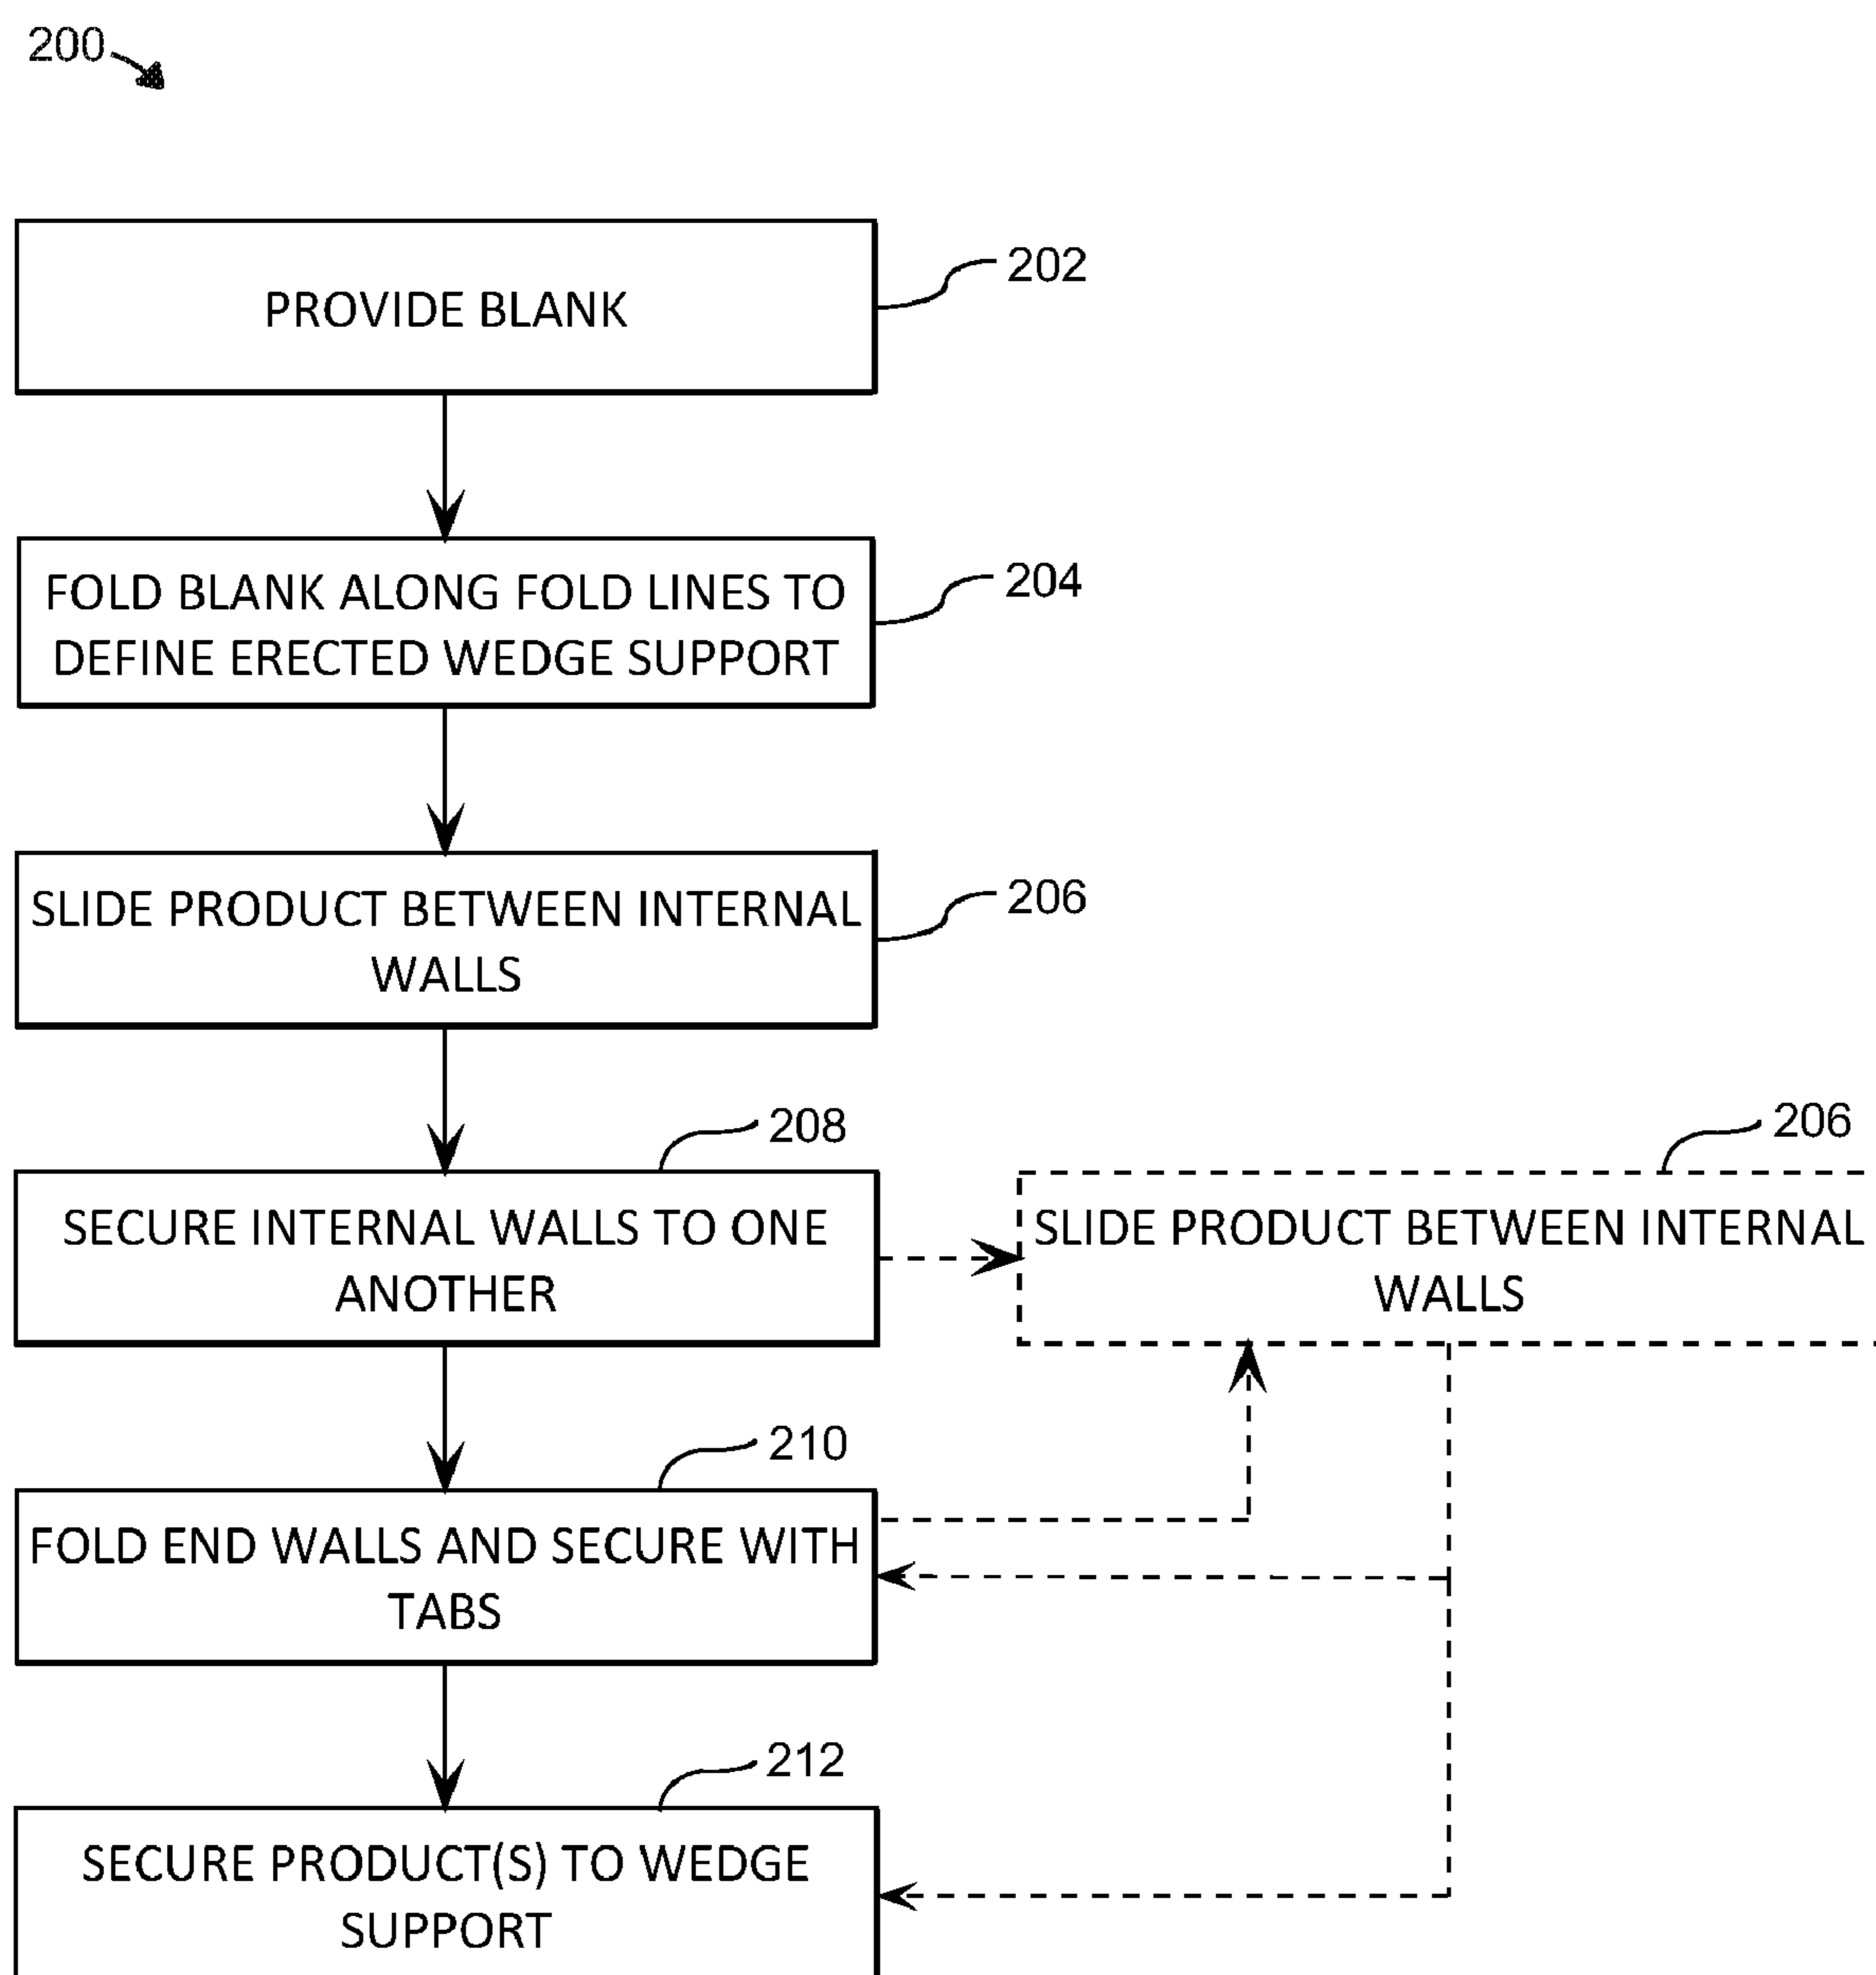 200
PROVIDE BLANK
202
FOLD BLANK ALONG FOLD LINES TO
DEFINE ERECTED WEDGE SUPPORT
204
SLIDE PRODUCT BETWEEN INTERNAL
WALLS
206
208
SECURE INTERNAL WALLS TO ONE
ANOTHER
206
SLIDE PRODUCT BETWEEN INTERNAL
WALLS
210
FOLD END WALLS AND SECURE WITH
TABS
212
SECURE PRODUCT(S) TO WEDGE
SUPPORT